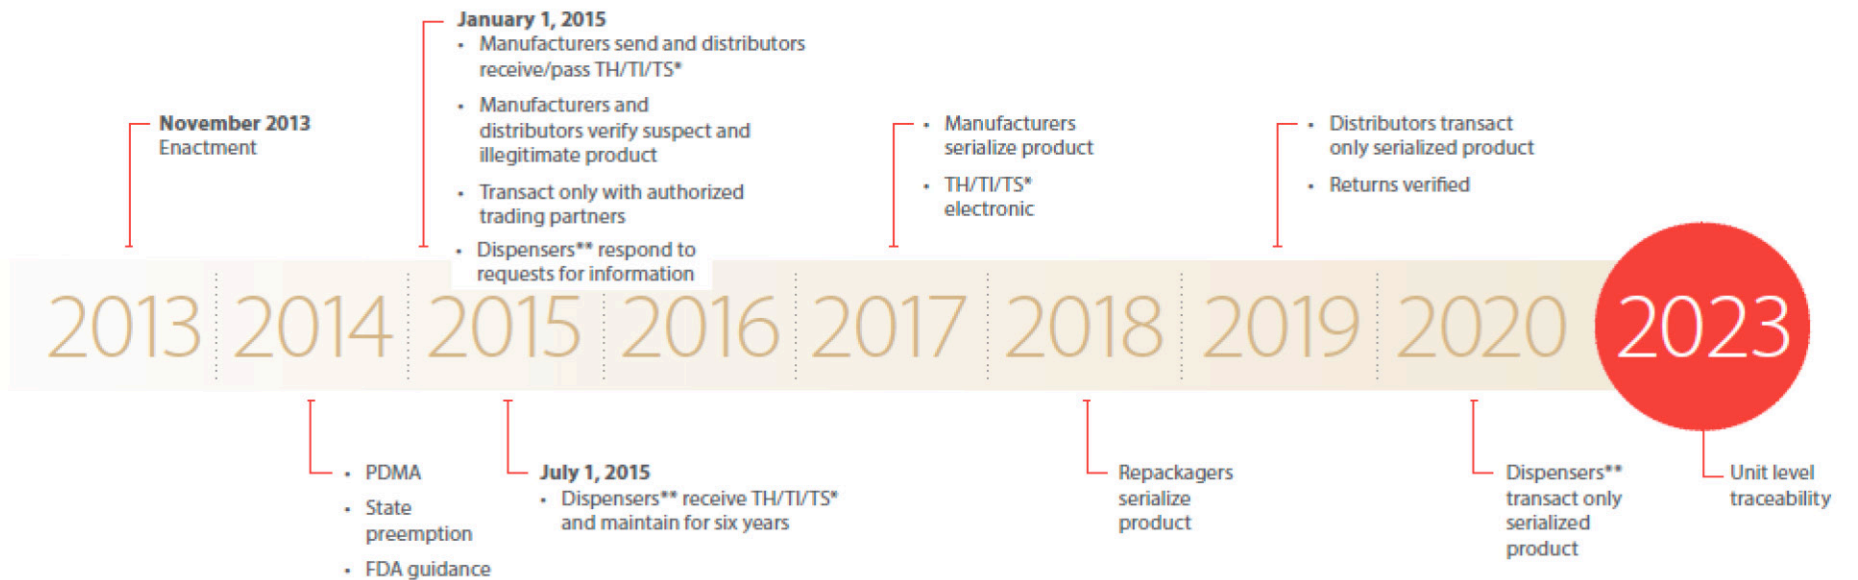 January 1, 2015
• Manufacturers send and distributors
receive/pass TH/TI/TS*
• Manufacturers and
distributors verify suspect and
illegitimate product
• Transact only with authorized
trading partners
• Dispensers** respond to
requests for information
November 2013
Enactment
• Manufacturers
serialize product
• TH/TI/TS*
electronic
• Distributors transact
only serialized product
• Returns verified
2013
2014
2015
2016
2017
2018
2019
2020
2023
• PDMA
• State
preemption
• FDA guidance
July 1, 2015
• Dispensers** receive TH/TI/TS*
and maintain for six years
Repackagers
serialize
product
Dispensers**
transact only
serialized
product
Unit level
traceability